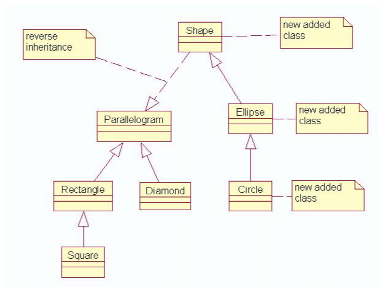 Shape
new added
class
reverse
inheritance
Parallelogram
Ellipse
new added
class
Rectangle
Diamond
Circle
new added
class
Square